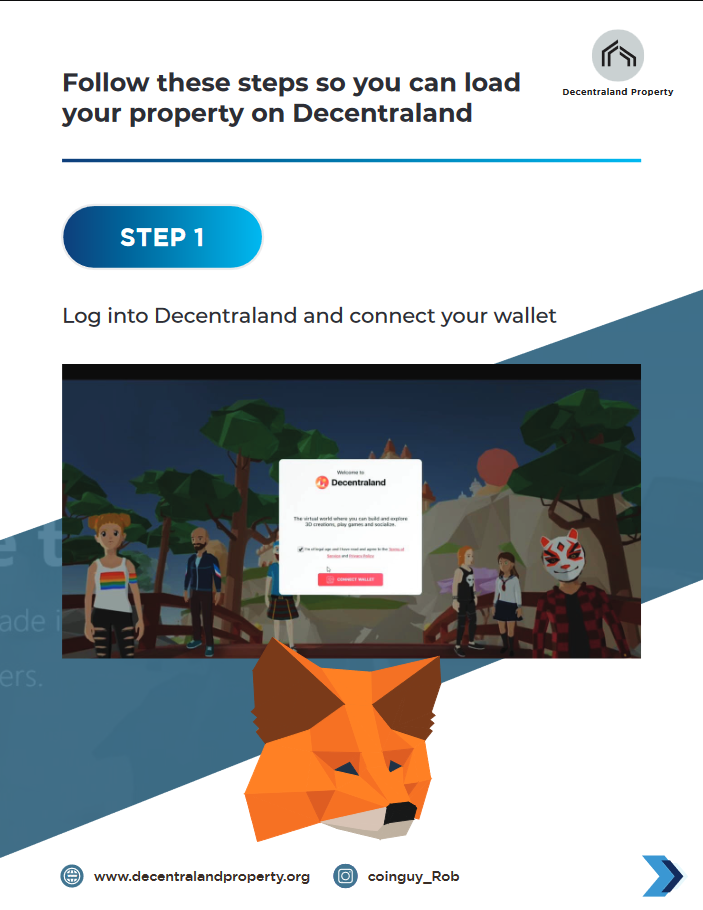 Follow these steps so you can load
your property on Decentraland
Decentraland Property
STEP 1
Log into Decentraland and connect your wallet
Welcome to
Decentraland
The virtual world where you can build and explore
3D creations, play games and socialize.
I'm of legal age and I have read and agree to the Terms of
Service and Privacy Policy
CONNECT WALLET
et
ade i
ers.
www.decentralandproperty.org
coinguy_Rob